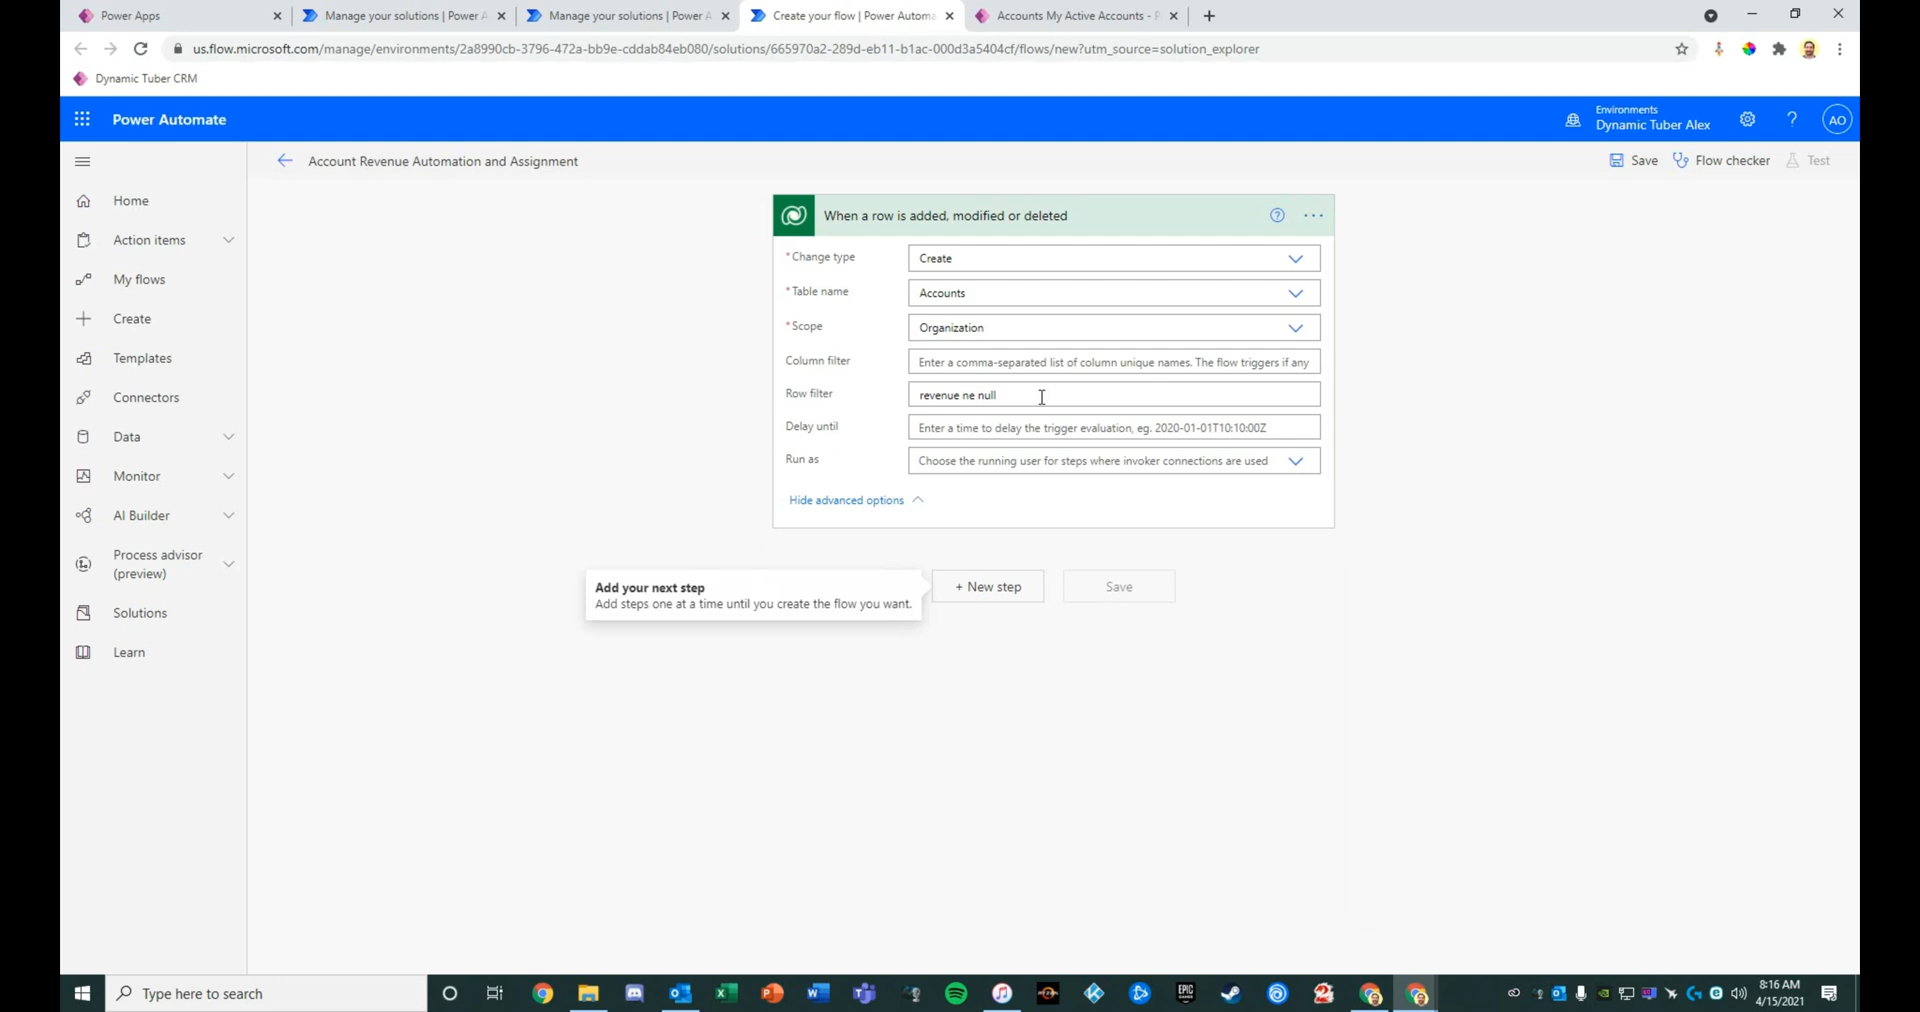 Power Apps
Manage your solutions | Power A
Manage your solutions | Power A
Create your flow | Power Automa
Accounts My Active Accounts - P
us.flow.microsoft.com/manage/environments/2a8990cb-3796-472a-bb9e-cddab84eb080/solutions/665970a2-289d-eb11-b1ac-000d3a5404cf/flows/new?utm_source=solution_explorer
Dynamic Tuber CRM
Power Automate
Environments
Dynamic Tuber Alex
AO
Account Revenue Automation and Assignment
Save
Flow checker
Test
Home
Action items
My flows
Create
Templates
Connectors
Data
Monitor
AI Builder
Process advisor
(preview)
Solutions
Learn
When a row is added, modified or deleted
* Change type
Create
* Table name
Accounts
* Scope
Organization
Column filter
Enter a comma-separated list of column unique names. The flow triggers if any
Row filter
revenue ne null
Delay until
Enter a time to delay the trigger evaluation, eg. 2020-01-01T10:10:00Z
Run as
Choose the running user for steps where invoker connections are used
Hide advanced options
Add your next step
Add steps one at a time until you create the flow you want.
+ New step
Save
Type here to search
8:16 AM
4/15/2021